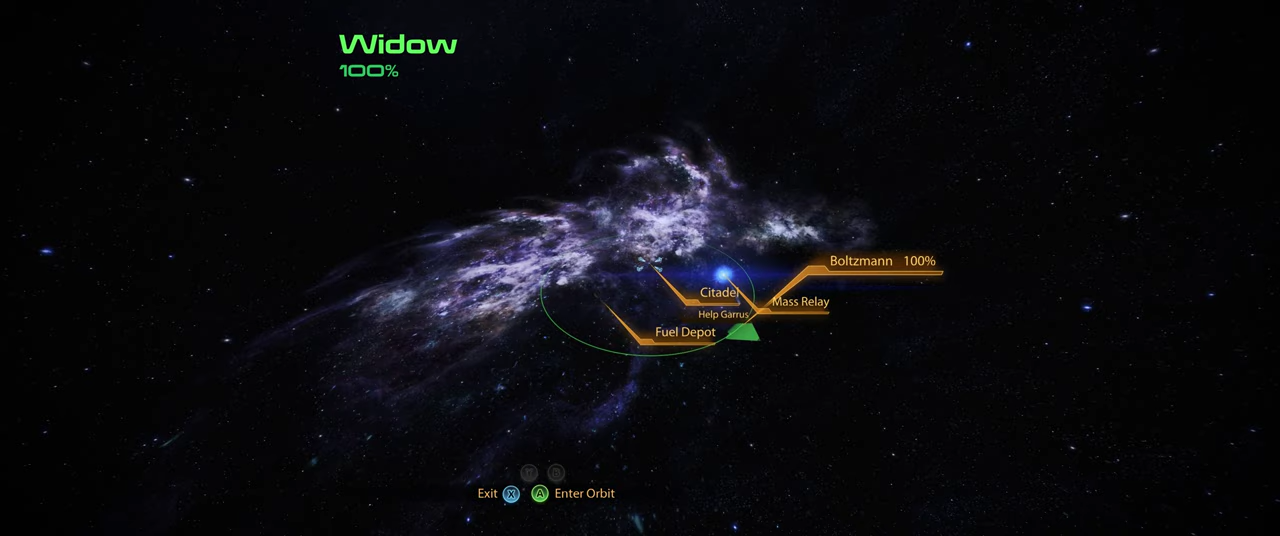 Widow
100%
Boltzmann 100%
Citadel
Mass Relay
Help Garrus
Fuel Depot
Exit X A Enter Orbit